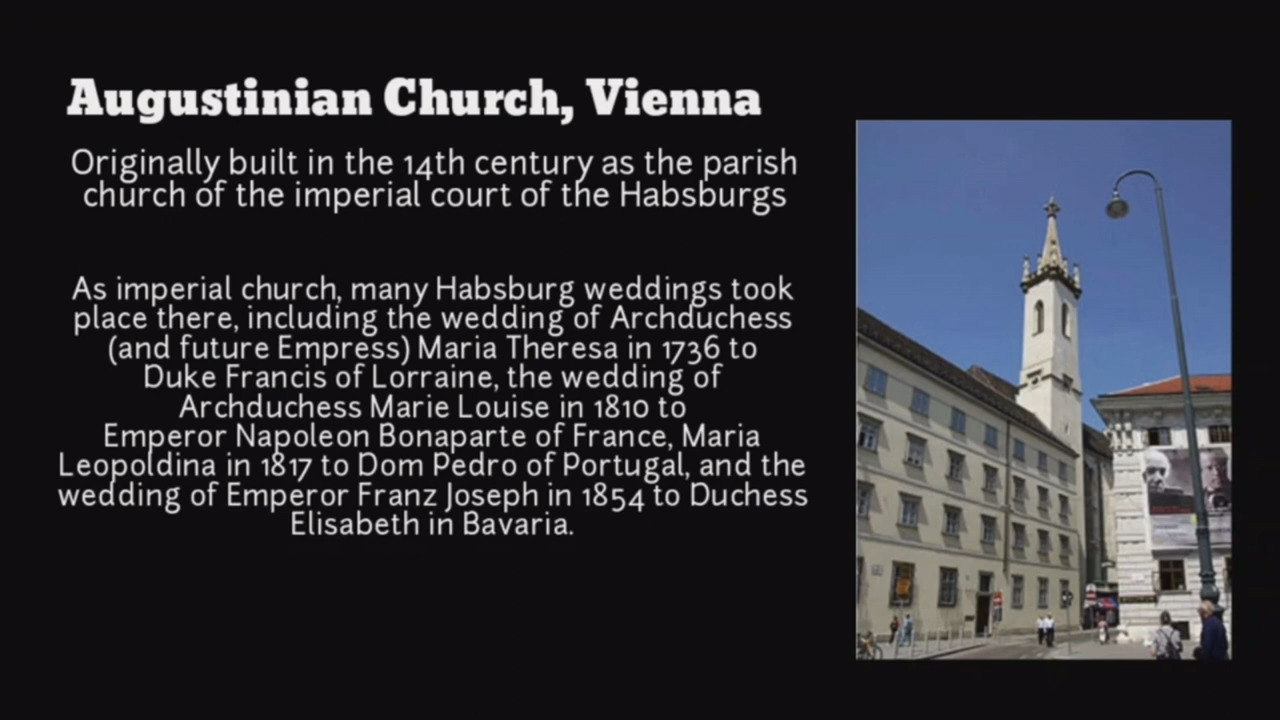 Augustinian Church, Vienna
Originally built in the 14th century as the parish
church of the imperial court of the Habsburgs
As imperial church, many Habsburg weddings took
place there, including the wedding of Archduchess
(and future Empress) Maria Theresa in 1736 to
Duke Francis of Lorraine, the wedding of
Archduchess Marie Louise in 1810 to
Emperor Napoleon Bonaparte of France, Maria
Leopoldina in 1817 to Dom Pedro of Portugal, and the
wedding of Emperor Franz Joseph in 1854 to Duchess
Elisabeth in Bavaria.